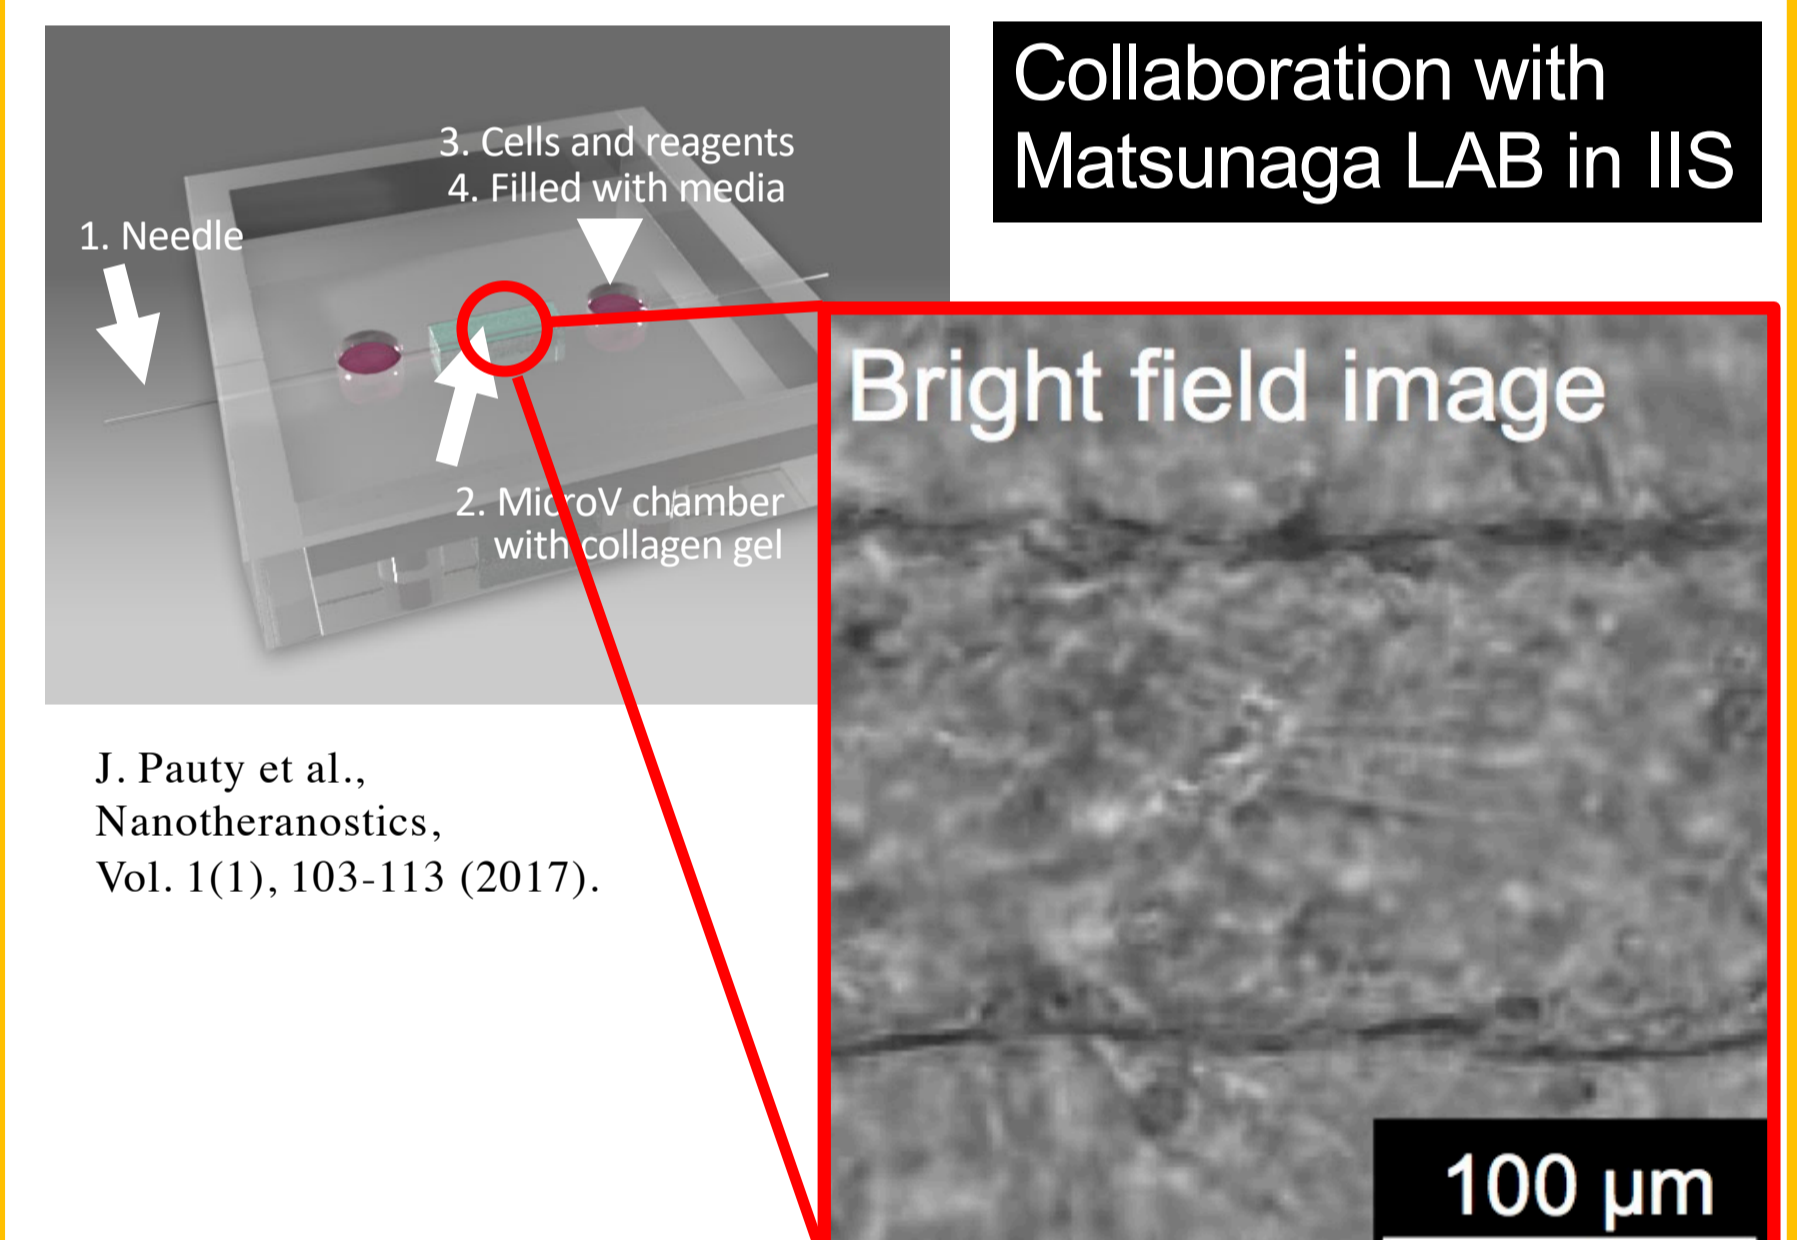 Collaboration with
Matsunaga LAB in IIS
3. Cells and reagents
4. Filled with media
1. Needle
2. MicroV chamber
with collagen gel
Bright field image
100 µm
J. Pauty et al.,
Nanotheranostics,
Vol. 1(1), 103-113 (2017).